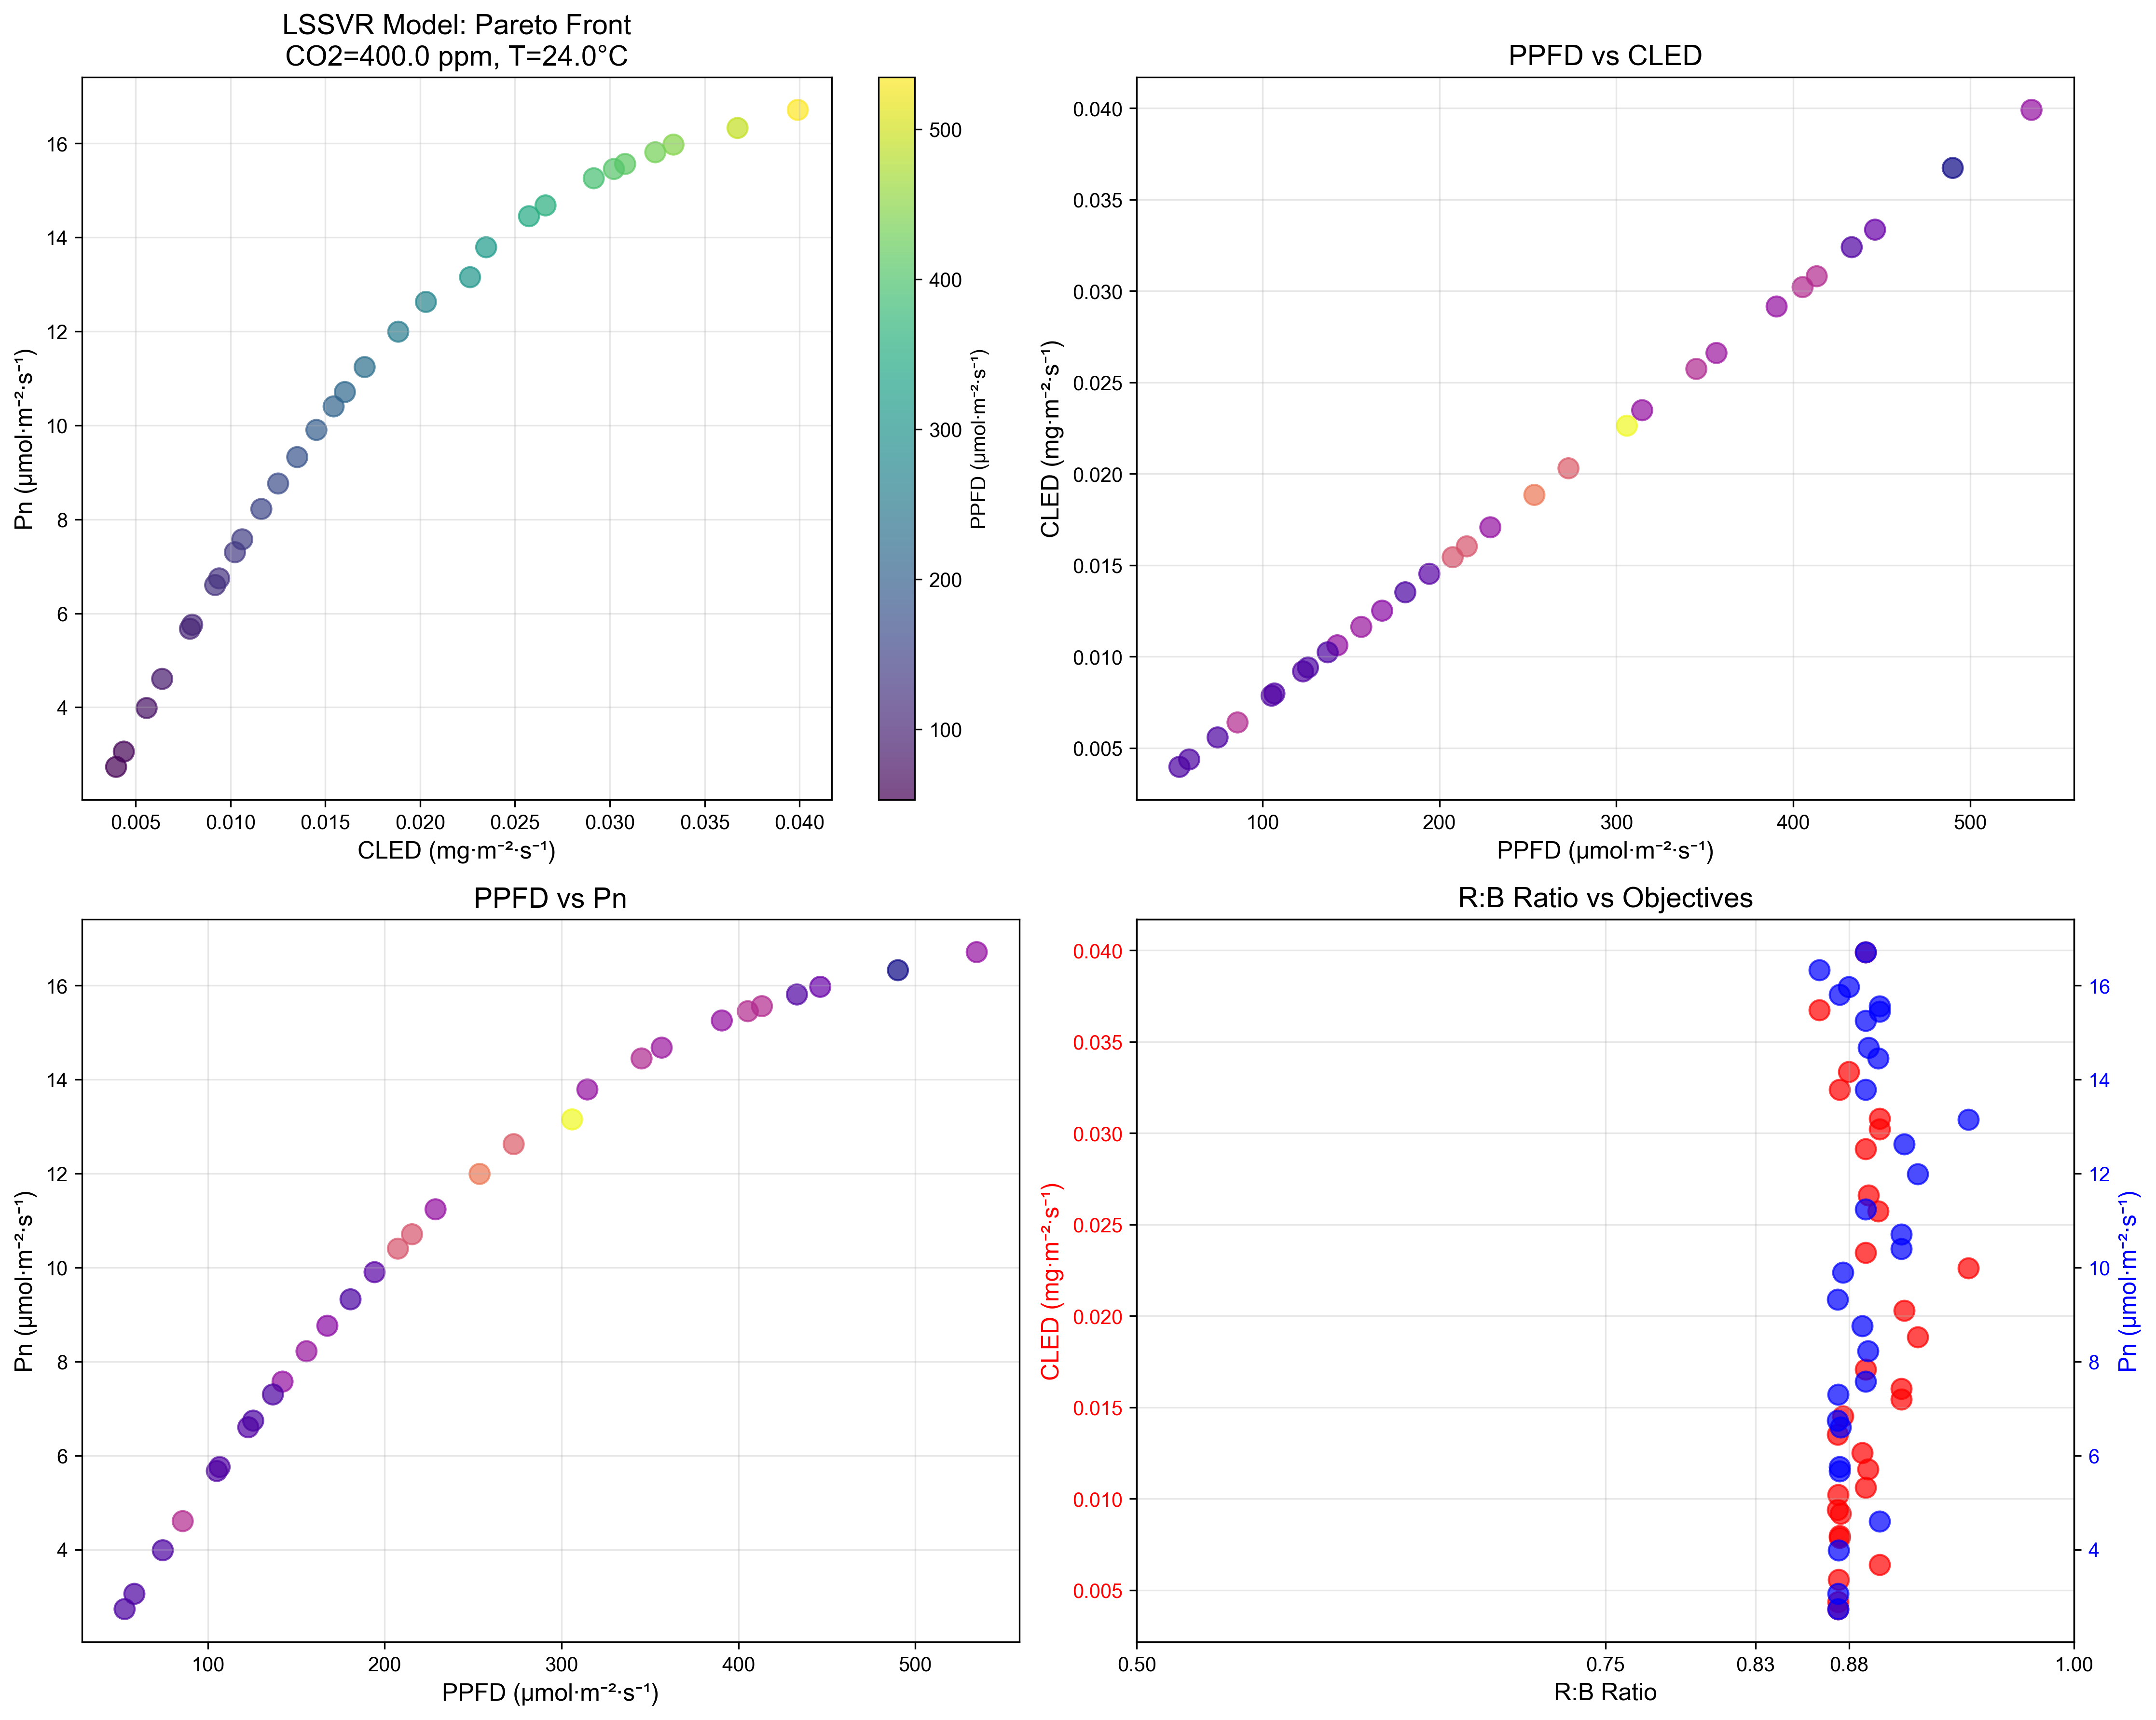 LSSVR Model: Pareto Front
CO2=400.0 ppm, T=24.0°C
16
14
12
10
8
6
4
Pn (μmol·m⁻²·s⁻¹)
0.005 0.010 0.015 0.020 0.025 0.030 0.035 0.040
CLED (mg·m⁻²·s⁻¹)
500
400
300
200
100
PPFD (μmol·m⁻²·s⁻¹)
PPFD vs CLED
0.040
0.035
0.030
0.025
0.020
0.015
0.010
0.005
CLED (mg·m⁻²·s⁻¹)
100 200 300 400 500
PPFD (μmol·m⁻²·s⁻¹)
PPFD vs Pn
16
14
12
10
8
6
4
Pn (μmol·m⁻²·s⁻¹)
100 200 300 400 500
PPFD (μmol·m⁻²·s⁻¹)
R:B Ratio vs Objectives
0.040
0.035
0.030
0.025
0.020
0.015
0.010
0.005
CLED (mg·m⁻²·s⁻¹)
16
14
12
10
8
6
4
Pn (μmol·m⁻²·s⁻¹)
0.50 0.75 0.83 0.88 1.00
R:B Ratio